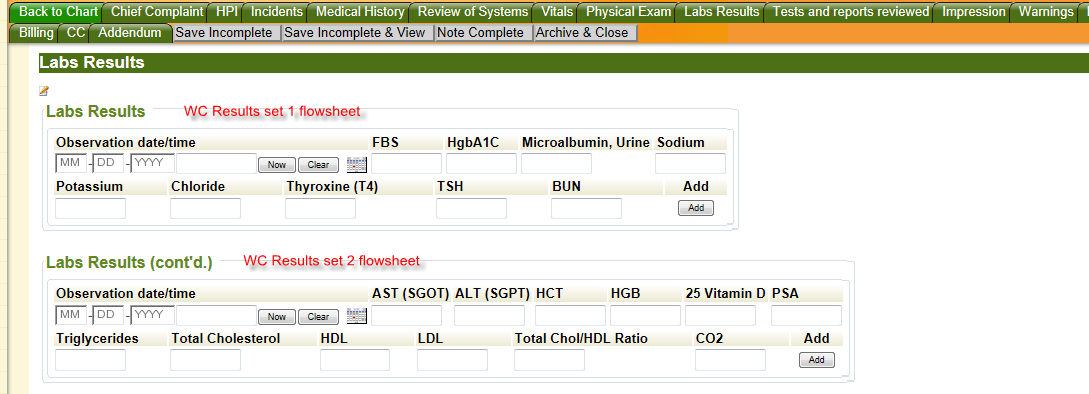 Back to Chart Chief Complaint HPI Incidents Medical History Review of Systems Vitals Physical Exam Labs Results Tests and reports reviewed Impression Warnings
Billing CC Addendum Save Incomplete Save Incomplete & View Note Complete Archive & Close
Labs Results
Labs Results WC Results set 1 flowsheet
Observation date/time FBS HgbA1C Microalbumin, Urine Sodium
MM - DD - YYYY Now Clear
Potassium Chloride Thyroxine (T4) TSH BUN Add
Add
Labs Results (cont'd.) WC Results set 2 flowsheet
Observation date/time AST (SGOT) ALT (SGPT) HCT HGB 25 Vitamin D PSA
MM - DD - YYYY Now Clear
Triglycerides Total Cholesterol HDL LDL Total Chol/HDL Ratio CO2 Add
Add